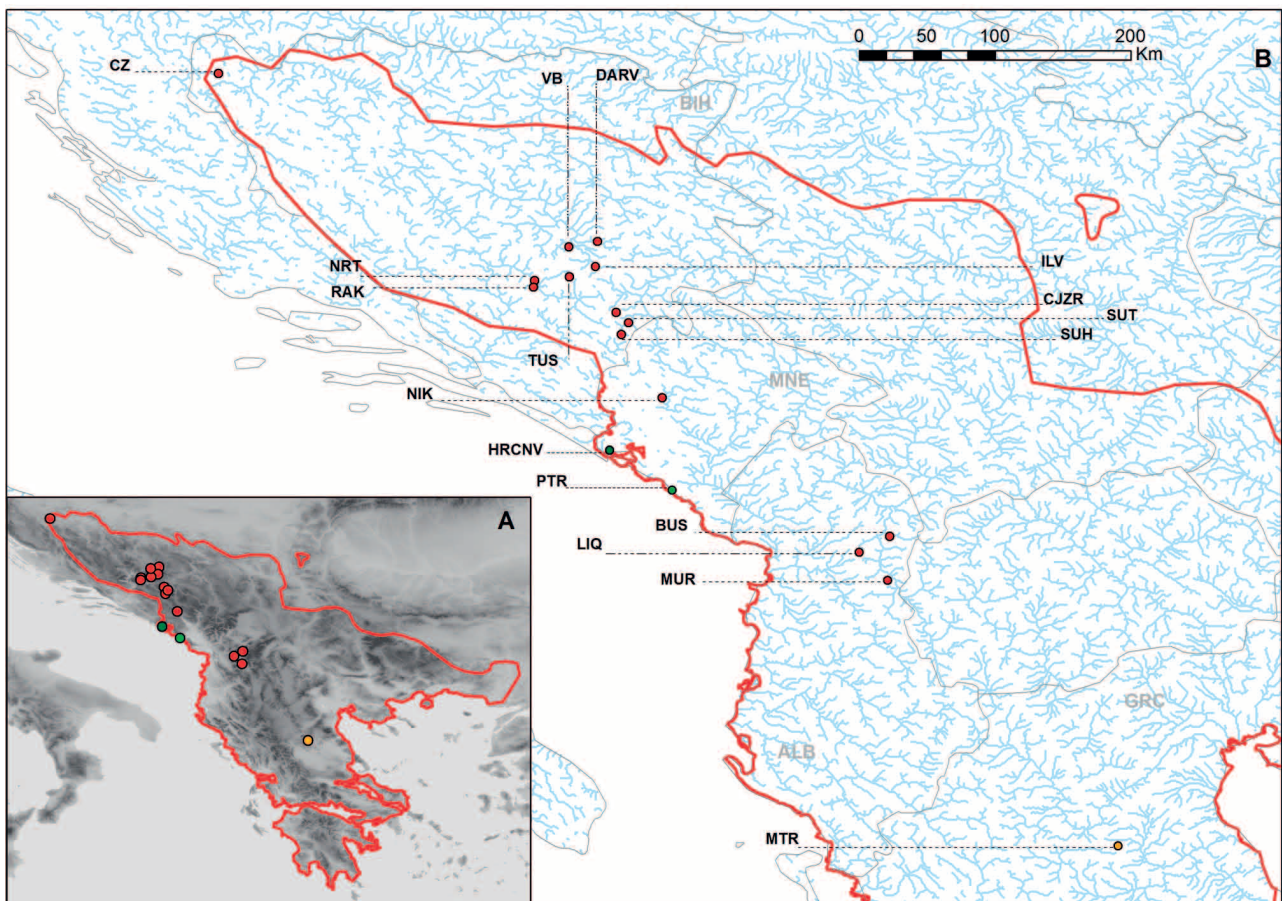 0 50 100 200
Km
B
CZ
VB DARV
BIH
NRT
RAK
ILV
CJZR
SUT
SUH
TUS
MNE
NIK
HRCNV
PTR
A
BUS
LIQ
MUR
GRC
ALB
MTR